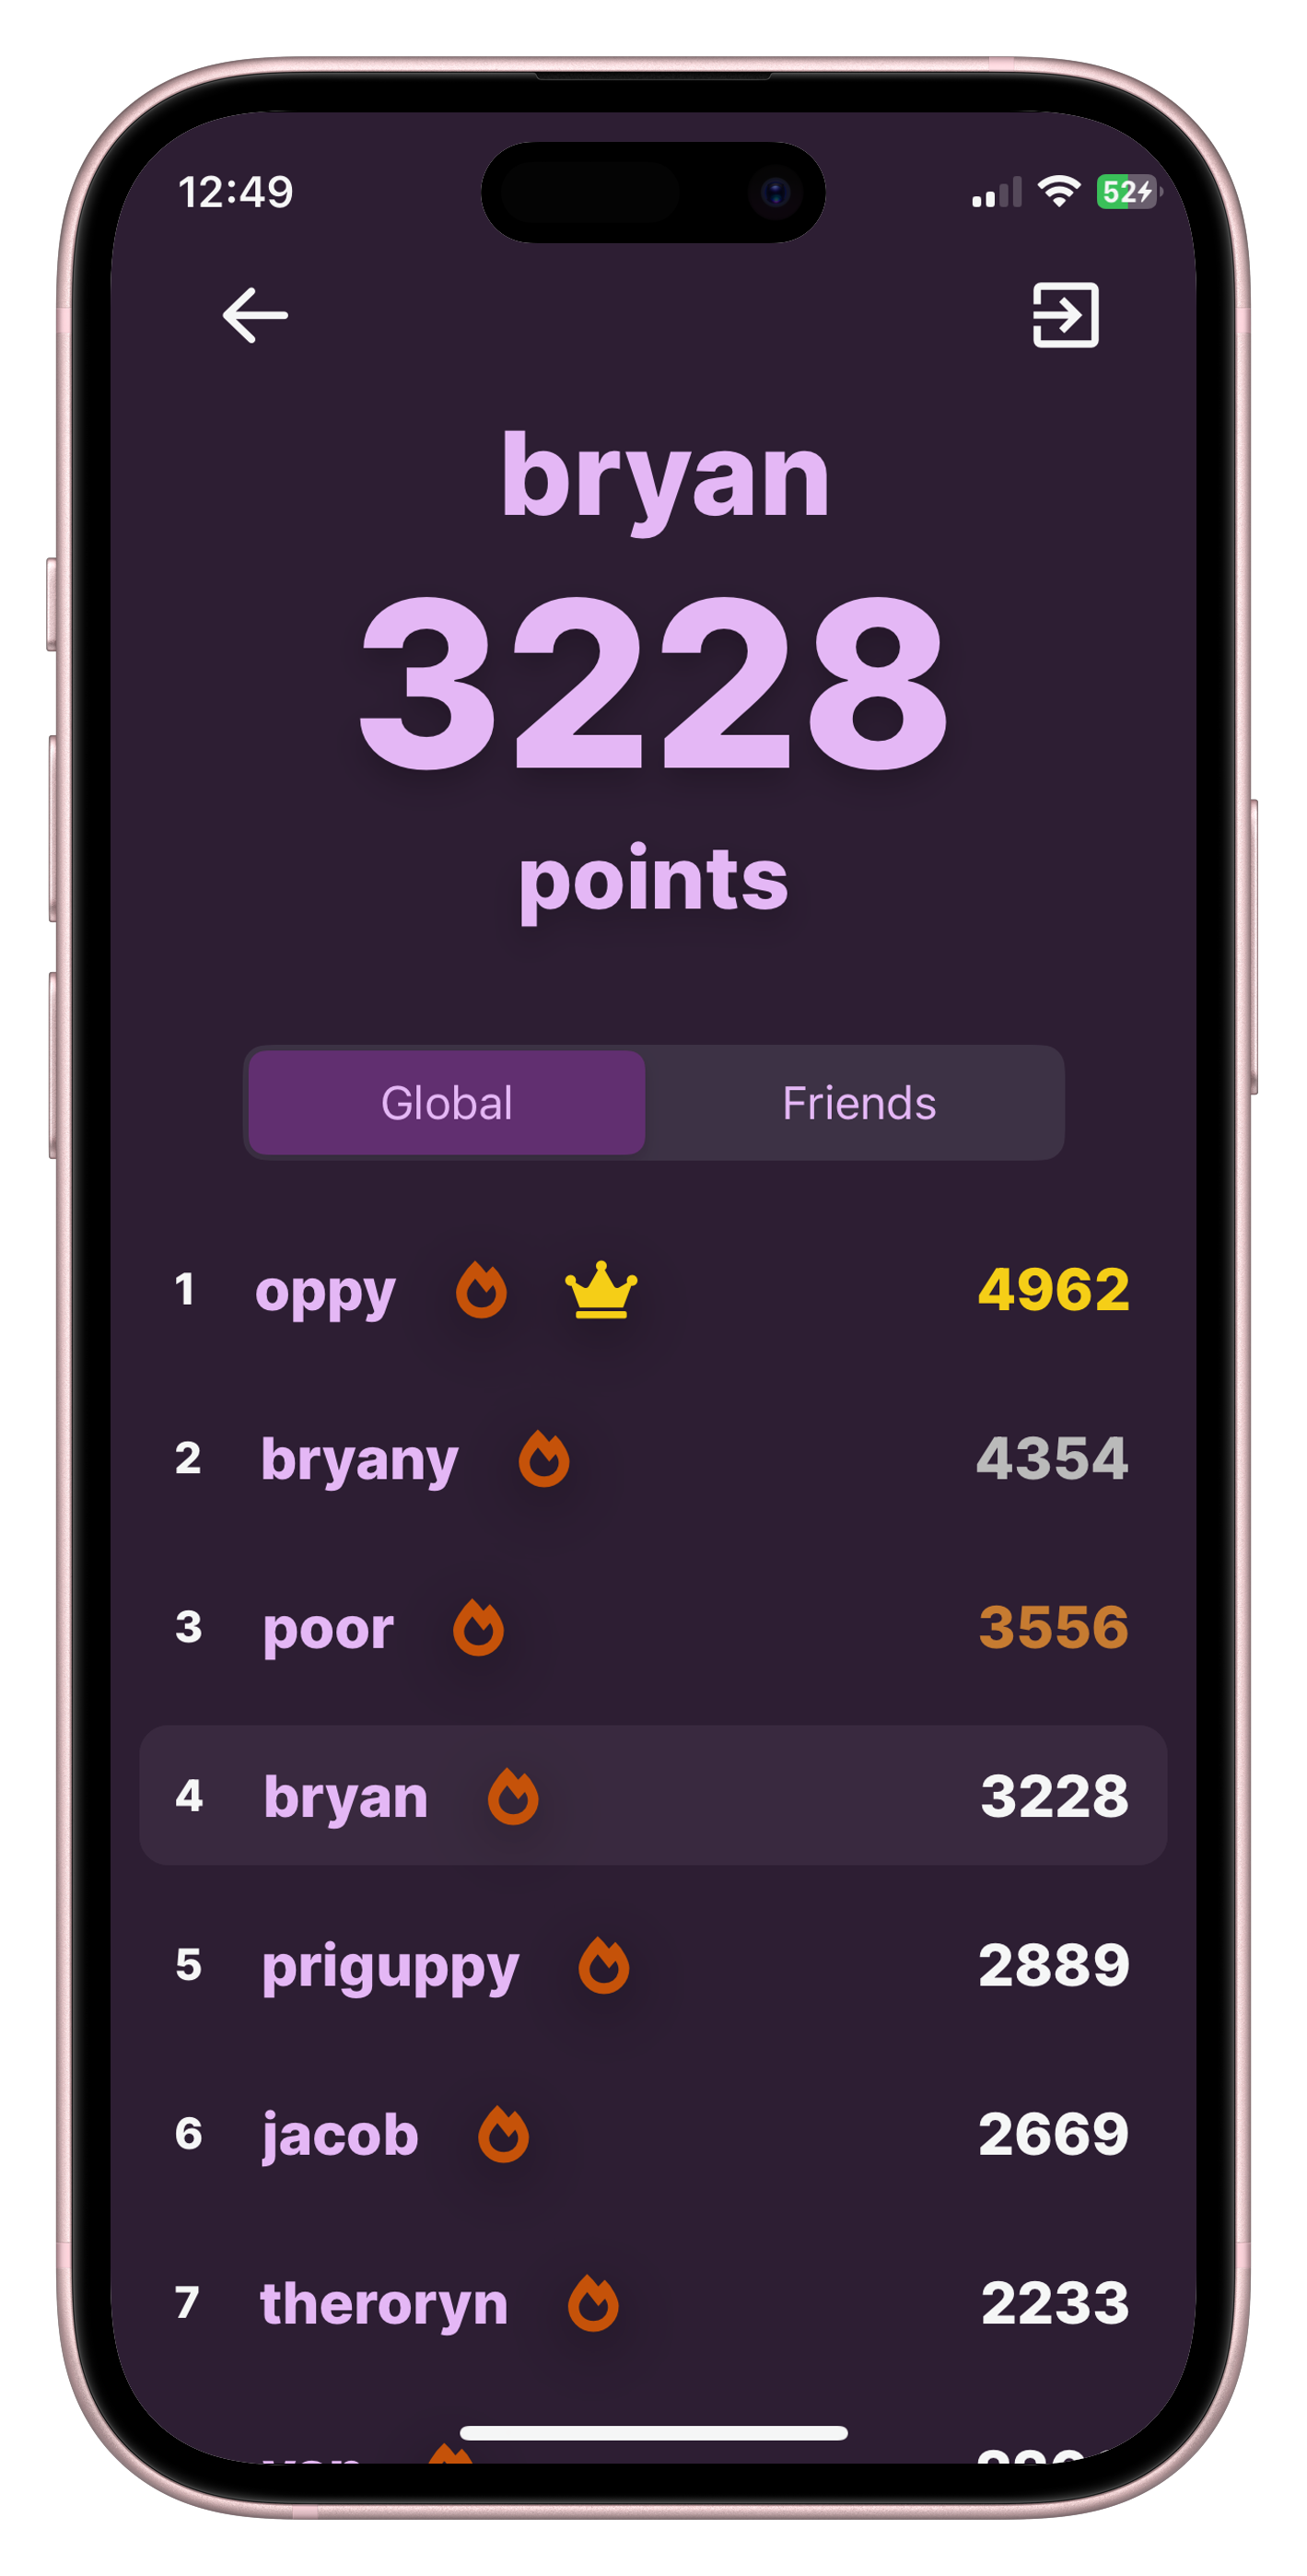 12:49 52
bryan
3228
points
Global Friends
1 oppy 4962
2 bryany 4354
3 poor 3556
4 bryan 3228
5 priguppy 2889
6 jacob 2669
7 theroryn 2233